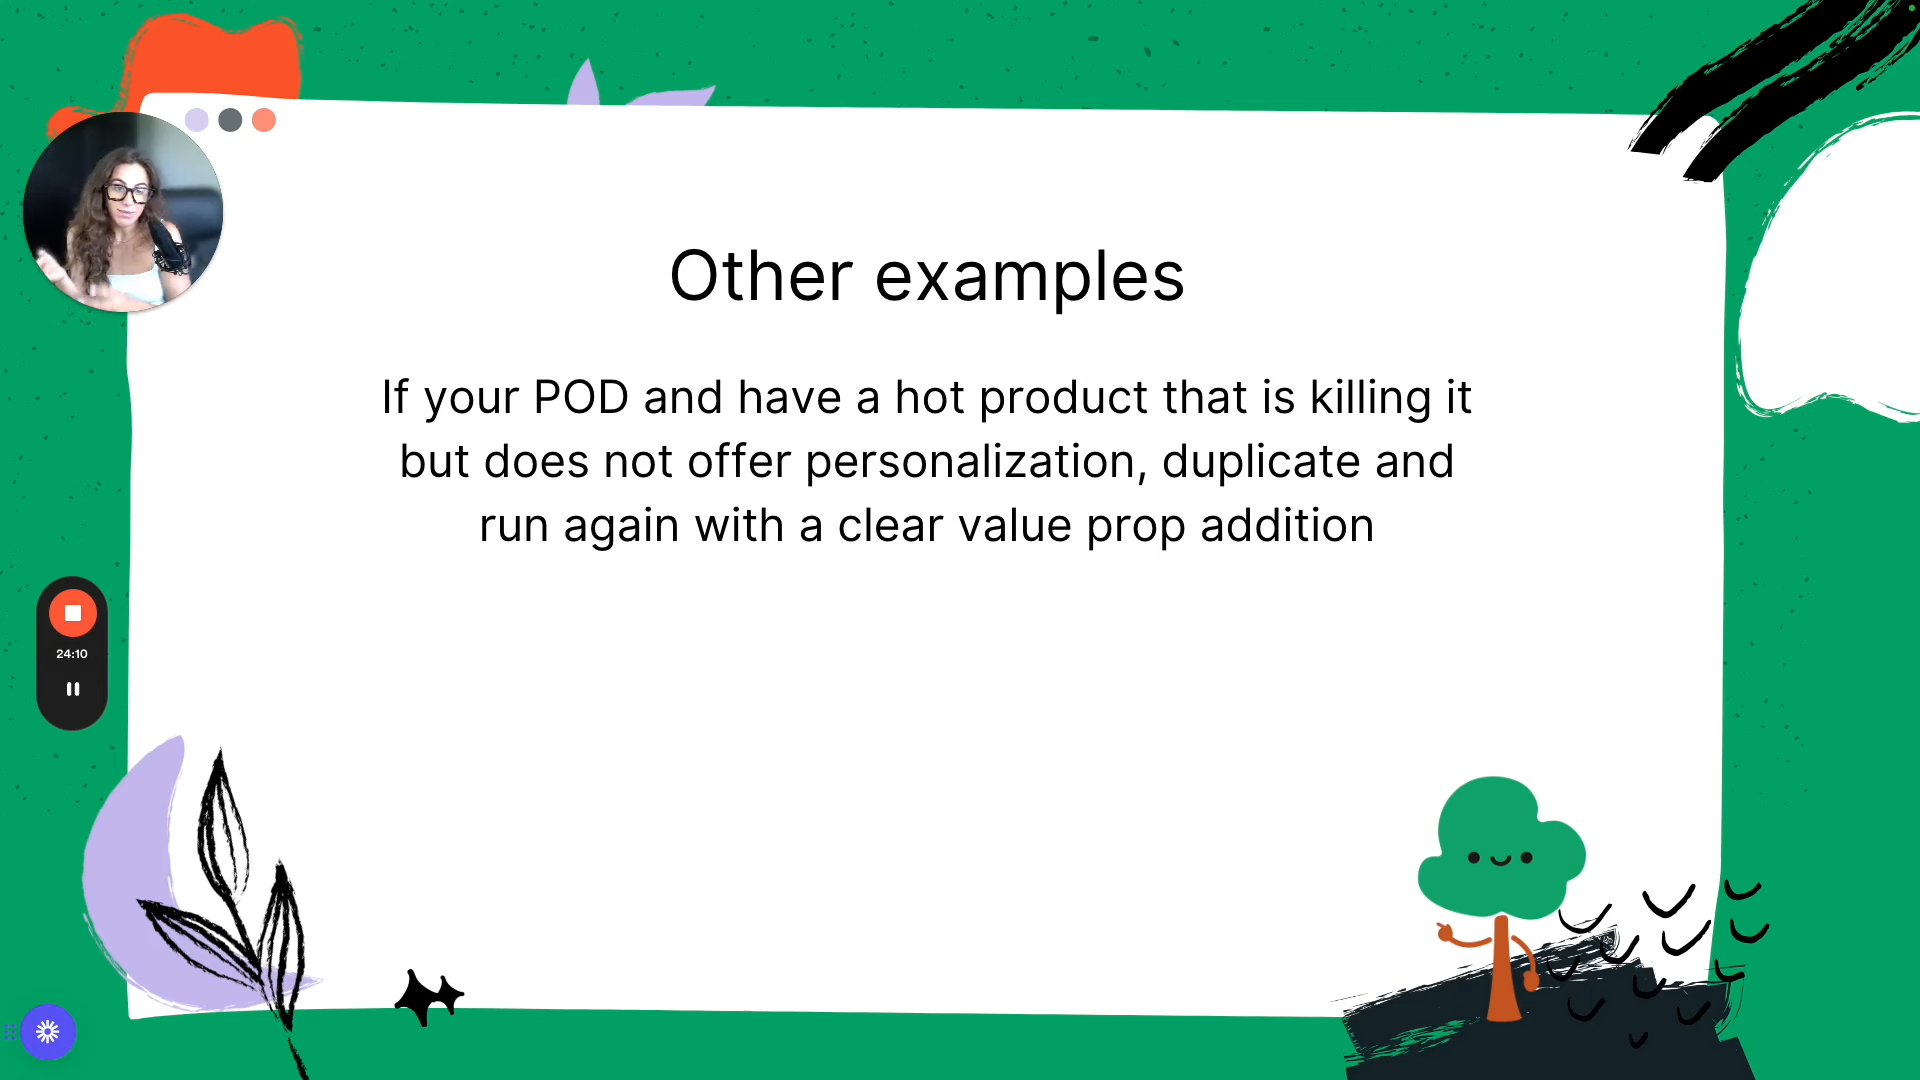 Other examples
If your POD and have a hot product that is killing it
but does not offer personalization, duplicate and
run again with a clear value prop addition
24:10